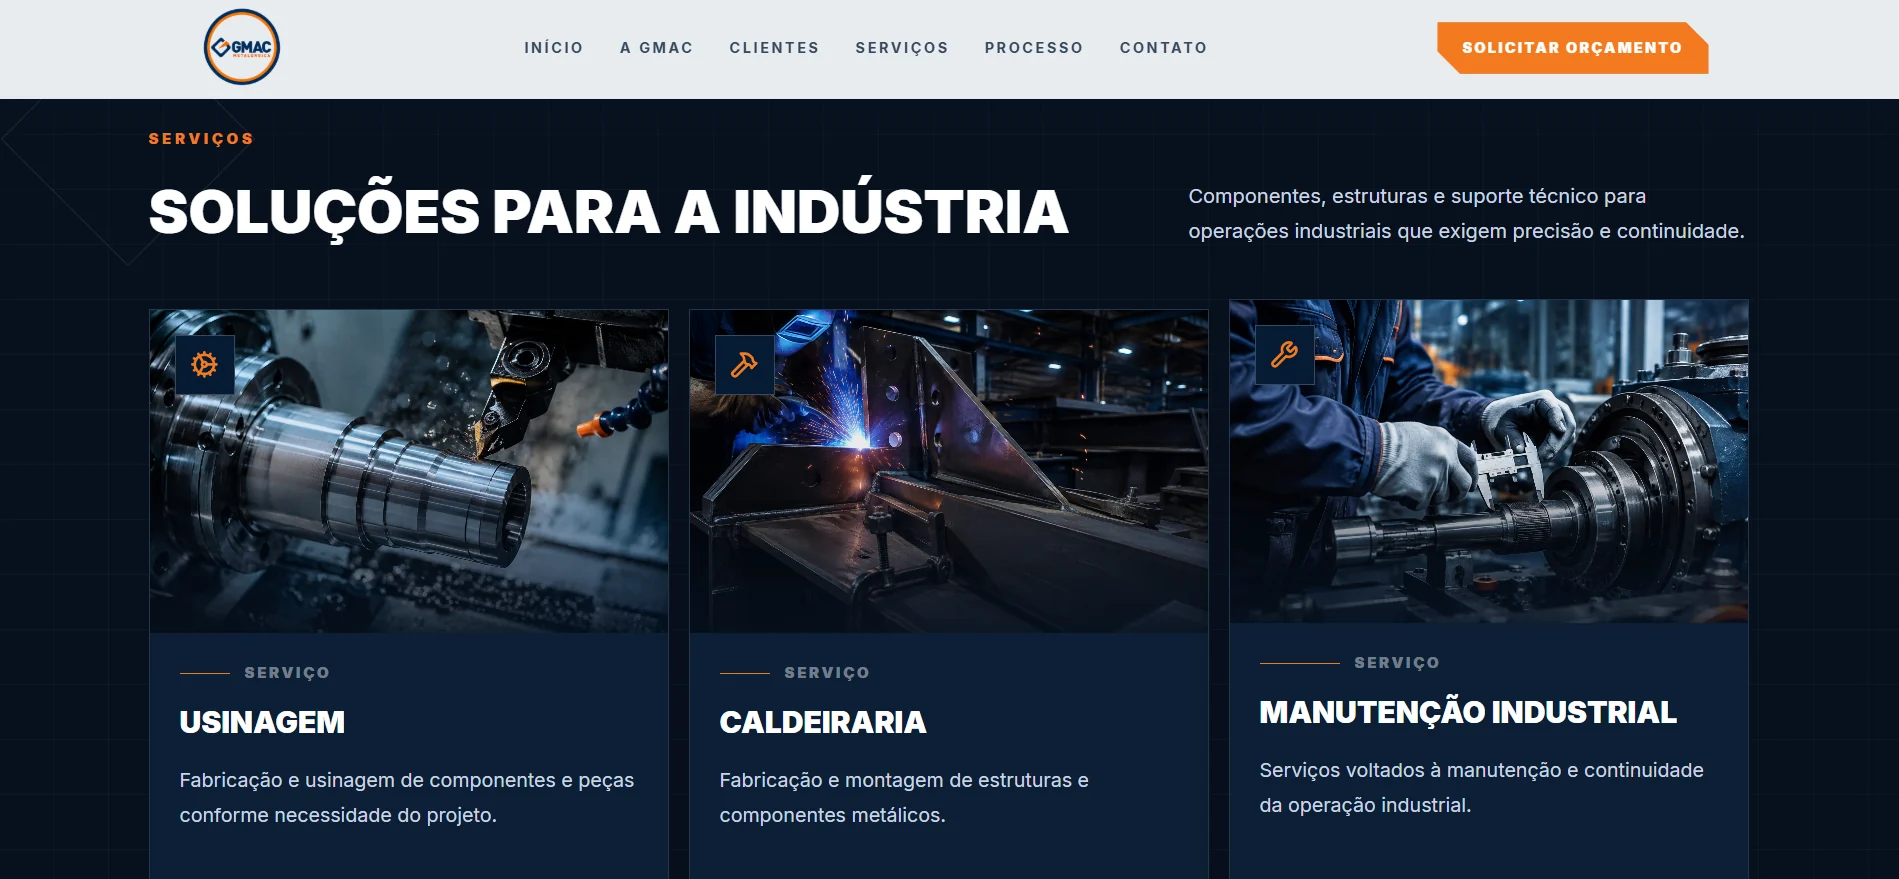 GMAC
METALÚRGICA
INÍCIO
A GMAC
CLIENTES
SERVIÇOS
PROCESSO
CONTATO
SOLICITAR ORÇAMENTO
SERVIÇOS
SOLUÇÕES PARA A INDÚSTRIA
Componentes, estruturas e suporte técnico para
operações industriais que exigem precisão e continuidade.
SERVIÇO
USINAGEM
Fabricação e usinagem de componentes e peças
conforme necessidade do projeto.
SERVIÇO
CALDEIRARIA
Fabricação e montagem de estruturas e
componentes metálicos.
SERVIÇO
MANUTENÇÃO INDUSTRIAL
Serviços voltados à manutenção e continuidade
da operação industrial.